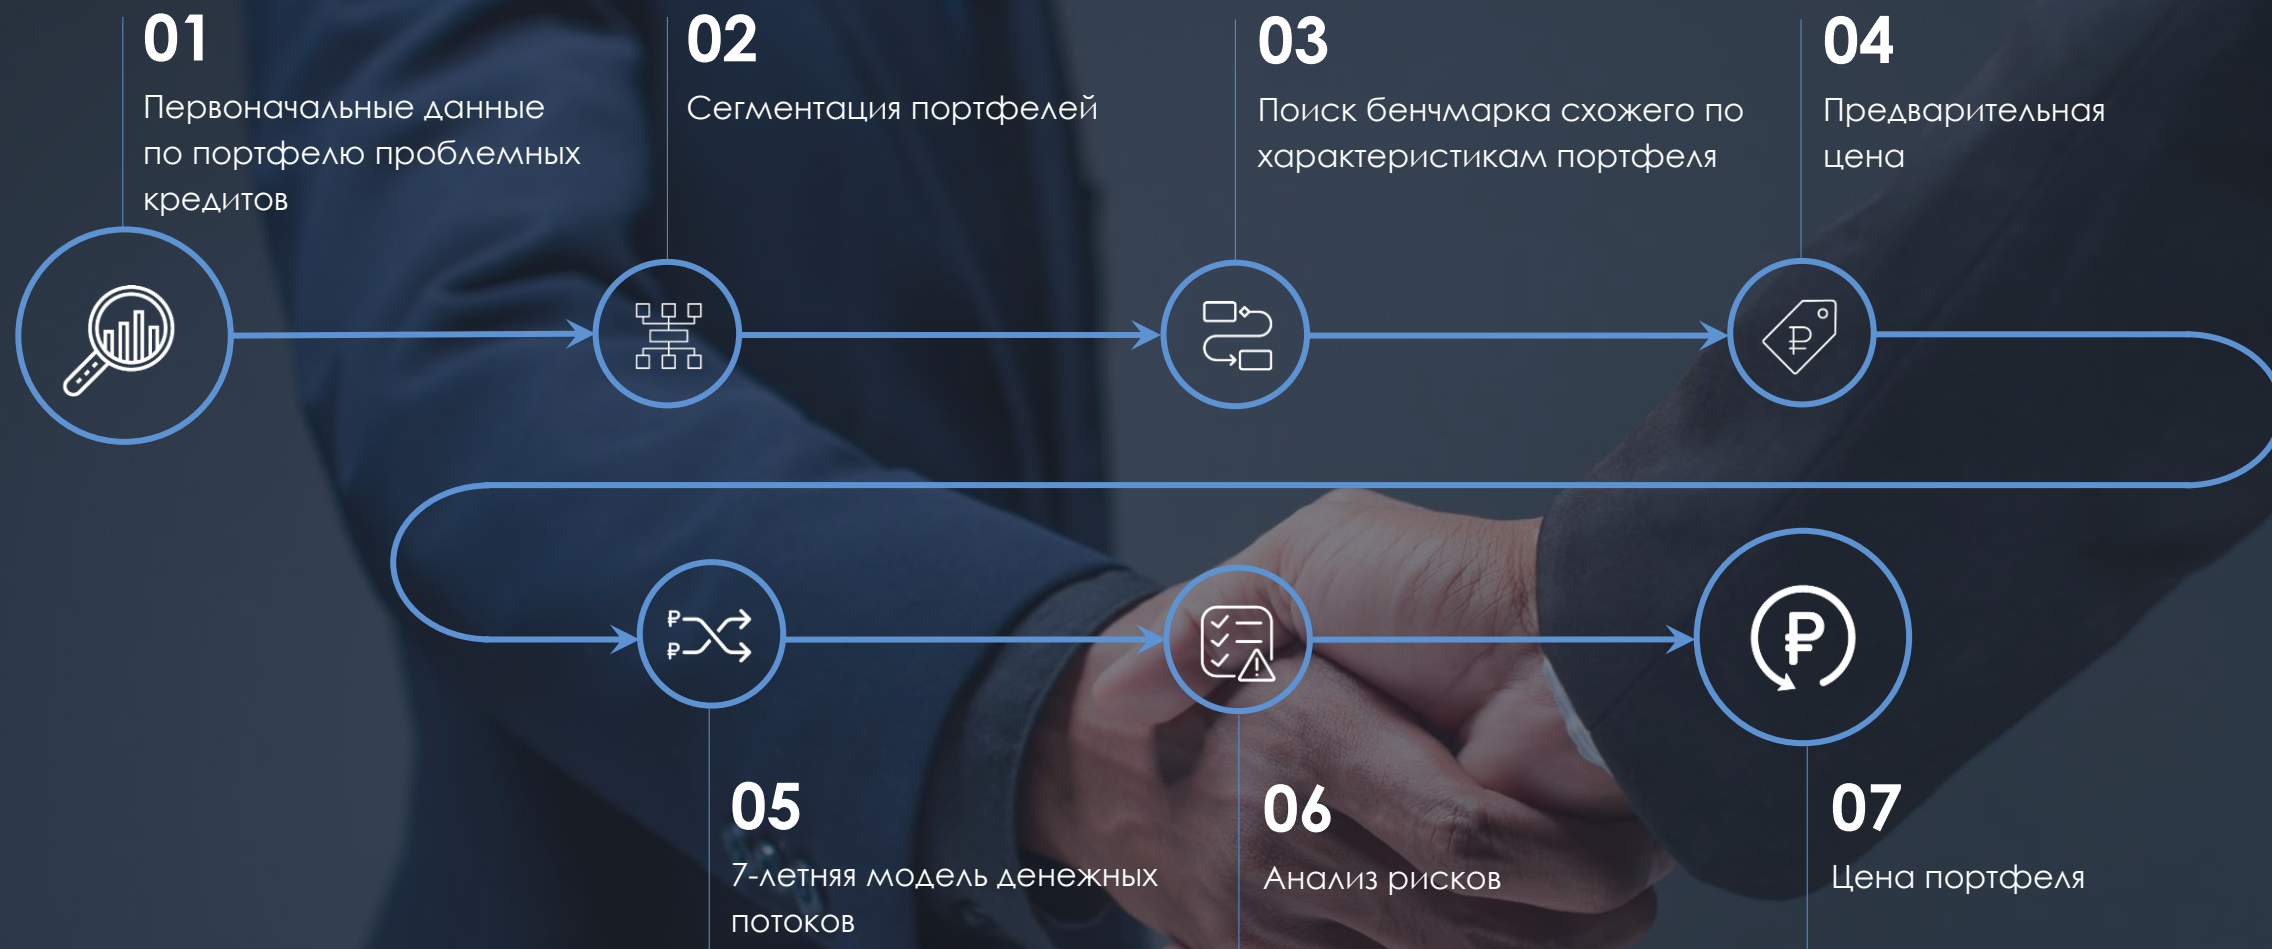 01
Первоначальные данные
по портфелю проблемных
кредитов
02
Сегментация портфелей
03
Поиск бенчмарка схожего по
характеристикам портфеля
04
Предварительная
цена
₽
₽
₽
₽
05
7-летняя модель денежных
потоков
06
Анализ рисков
07
Цена портфеля